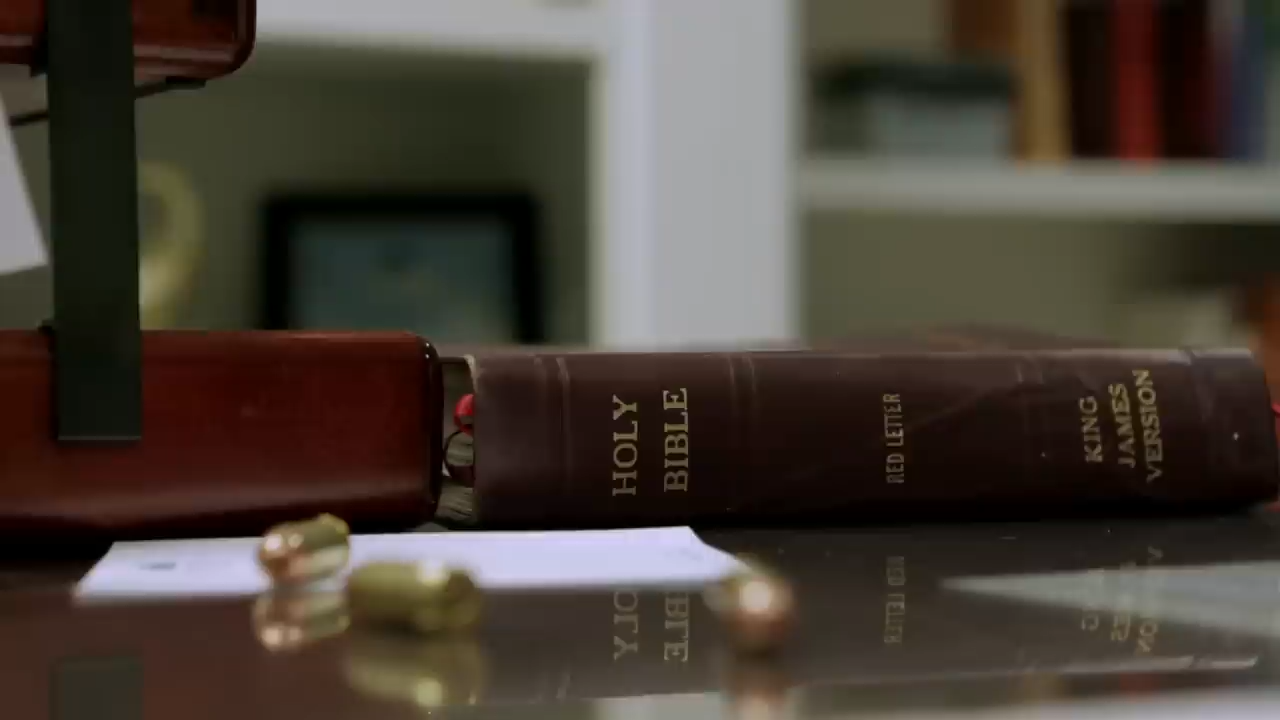 HOLY
BIBLE
RED LETTER
KING
JAMES
VERSION